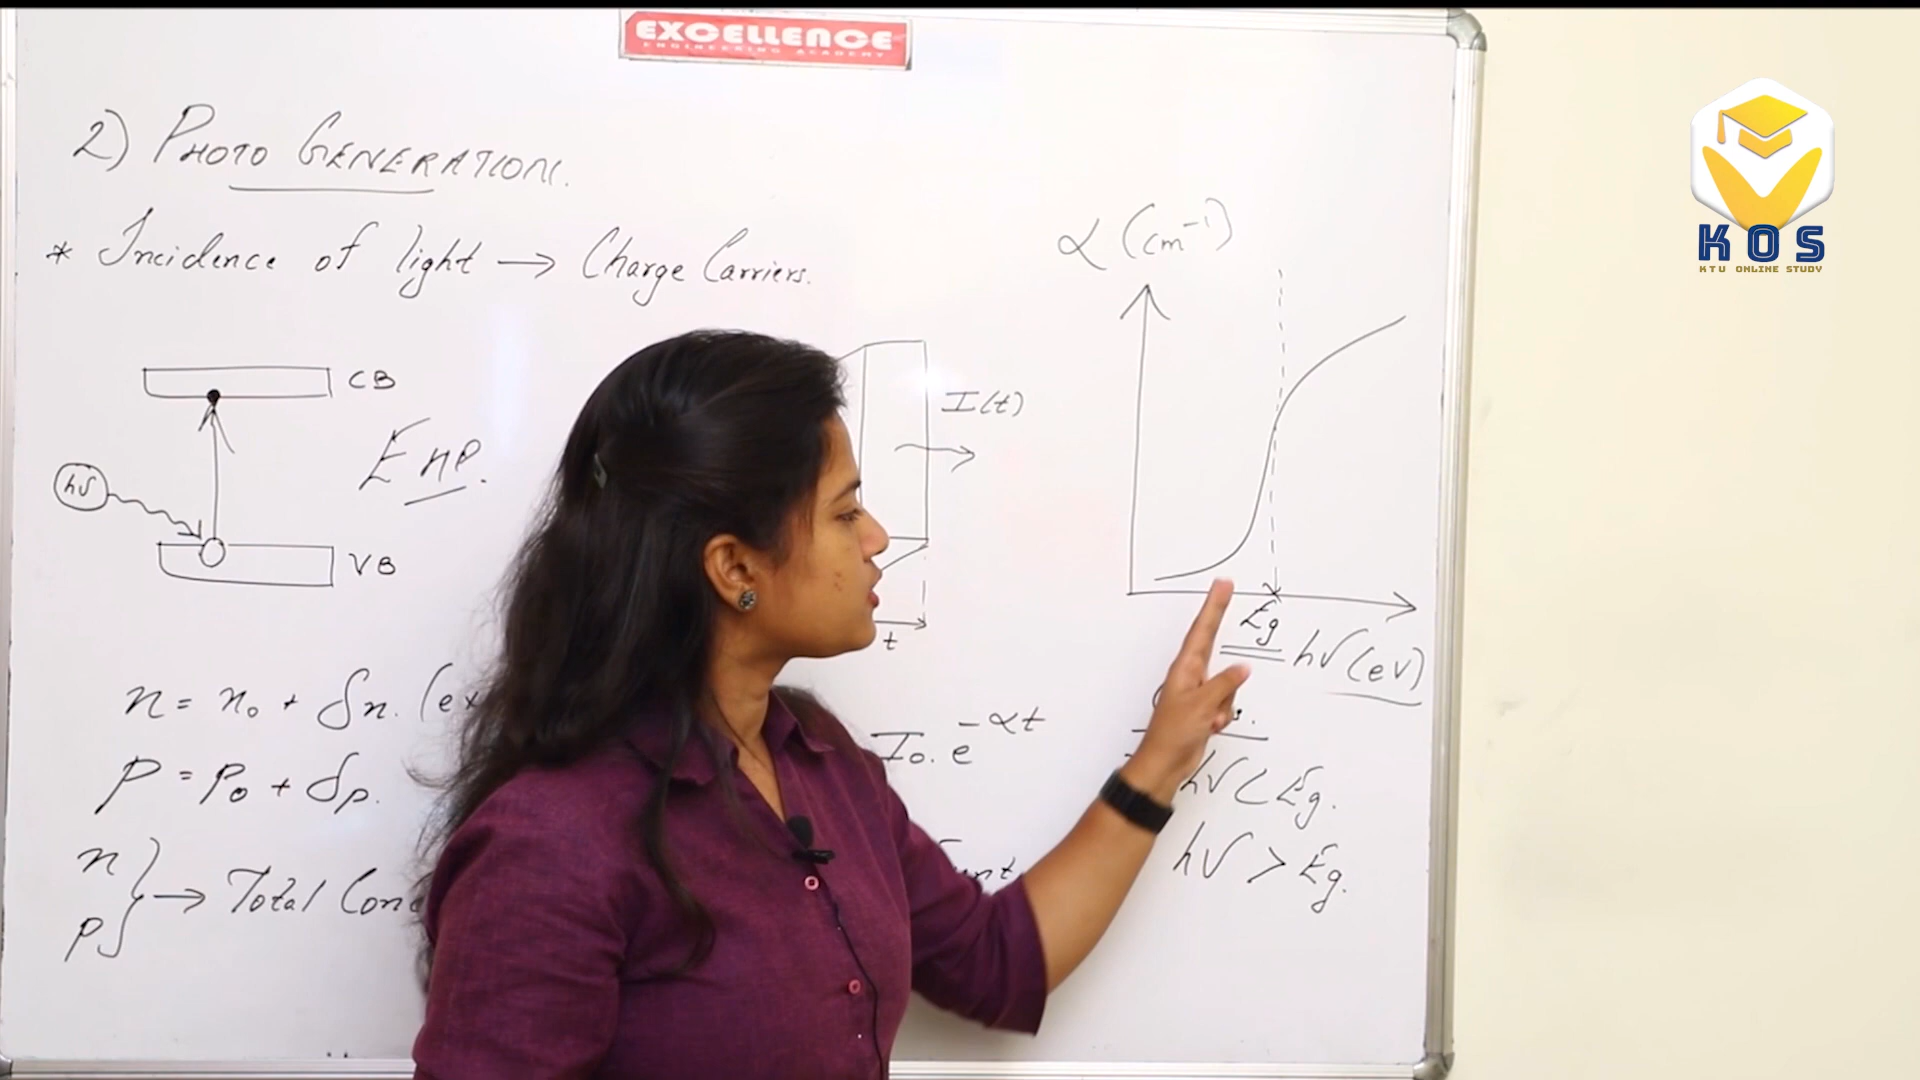 EXCELLENCE
ENGINEERING ACADEMY
2) PHOTO GENERATION.
* Incidence of light → Charge Carriers.
CB
hν
EHP.
VB
n = n₀ + δn. (ex
p = p₀ + δp.
n
p } → Total Conc
I(t)
t
I₀.e^-αt
α (cm⁻¹)
Eg
hν (eV)
hν < Eg.
hν > Eg.
KOS
KTU ONLINE STUDY